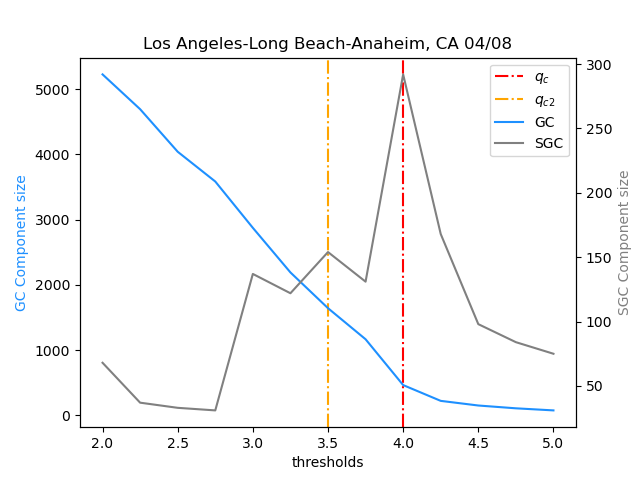 Los Angeles-Long Beach-Anaheim, CA 04/08
GC Component size
5000
4000
3000
2000
1000
0
q_c
q_c2
GC
SGC
300
250
200
150
100
50
SGC Component size
2.0 2.5 3.0 3.5 4.0 4.5 5.0
thresholds